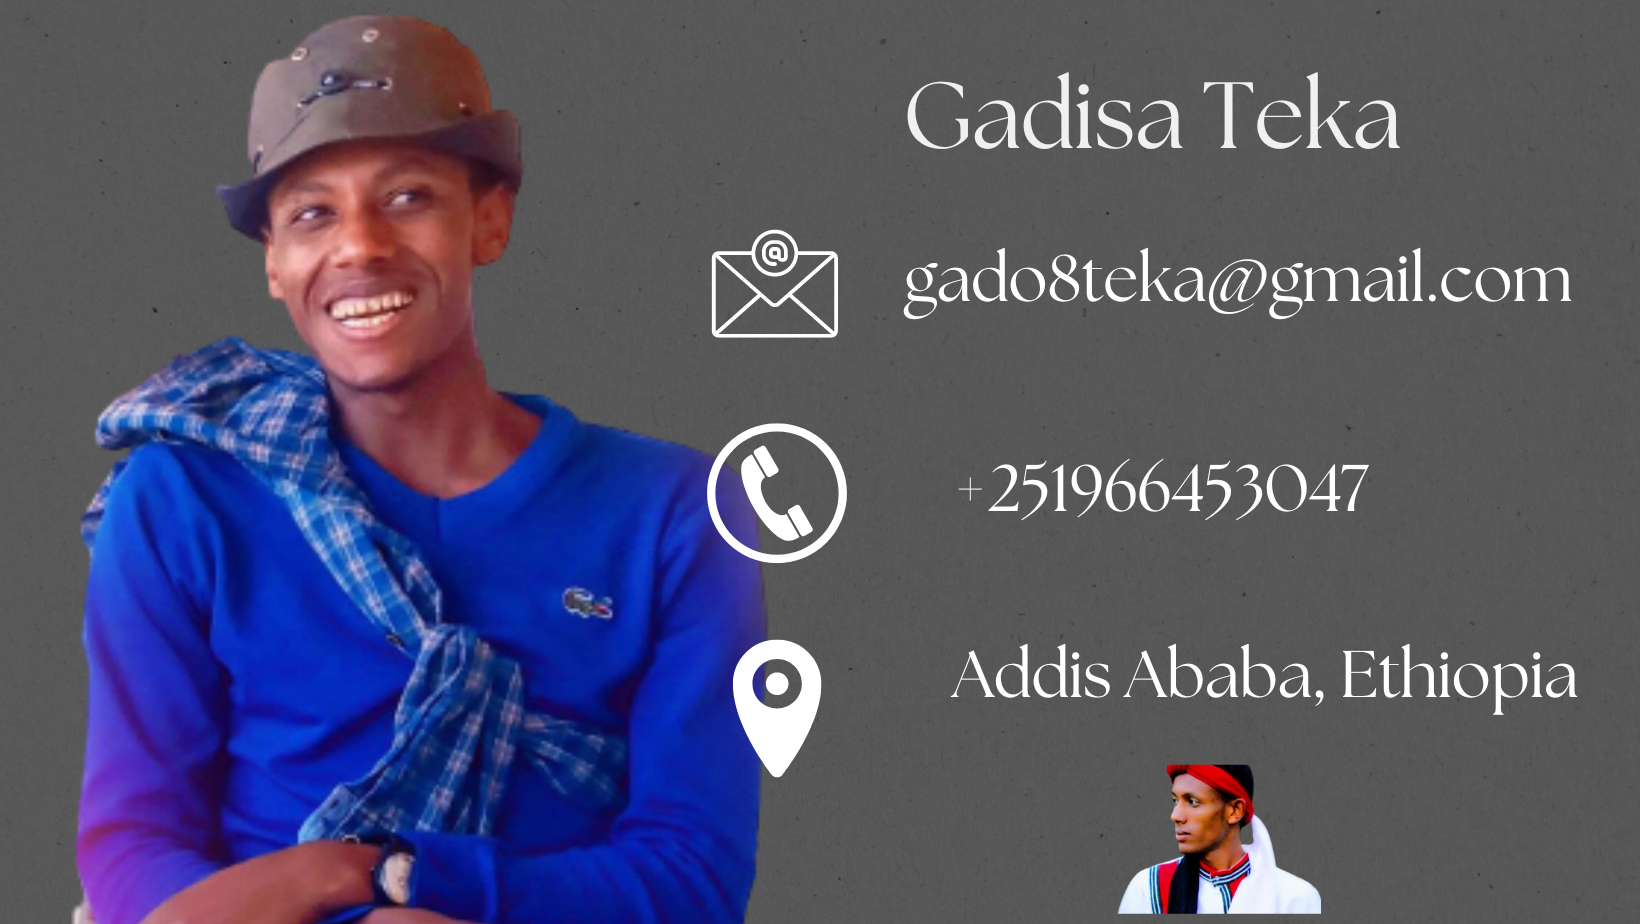 Gadisa Teka
@
gado8teka@gmail.com
+251966453047
Addis Ababa, Ethiopia